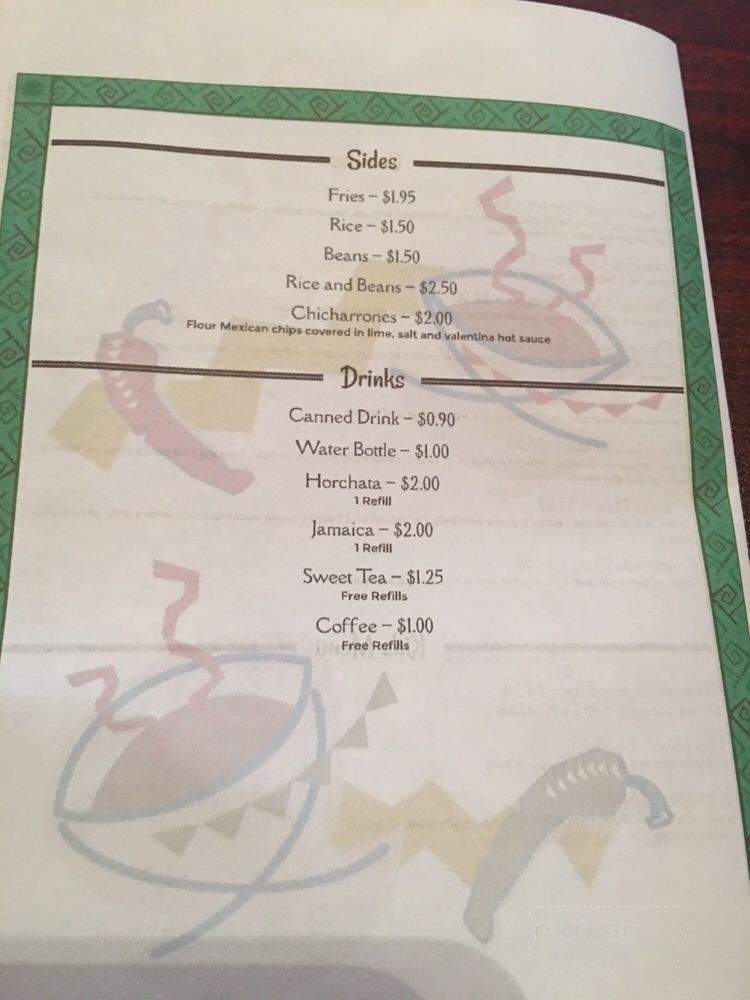 Sides
Fries – $1.95
Rice – $1.50
Beans – $1.50
Rice and Beans – $2.50
Chicharrones – $2.00
Flour Mexican chips covered in lime, salt and valentina hot sauce
Drinks
Canned Drink – $0.90
Water Bottle – $1.00
Horchata – $2.00
1 Refill
Jamaica – $2.00
1 Refill
Sweet Tea – $1.25
Free Refills
Coffee – $1.00
Free Refills